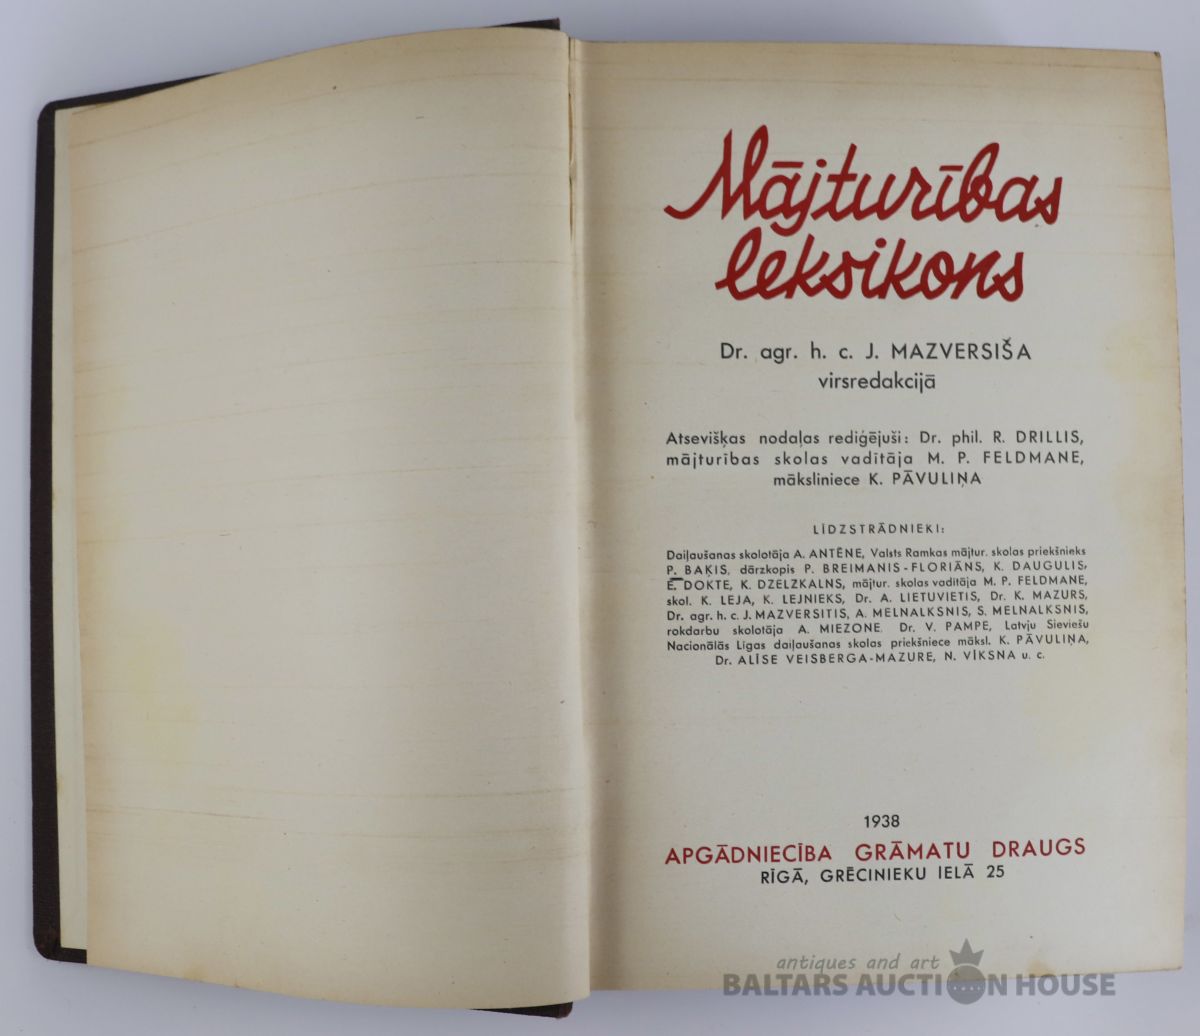 Mājturības
leksikons
Dr. agr. h. c. J. MAZVERSIŠA
virsredakcijā
Atsevišķas nodaļas rediģējuši: Dr. phil. R. DRILLIS,
mājturības skolas vadītāja M. P. FELDMANE,
māksliniece K. PĀVULIŅA
LĪDZSTRĀDNIEKI:
Daiļaušanas skolotāja A. ANTĒNE, Valsts Ramkas mājtur. skolas priekšnieks
P. BAĶIS, dārzkopis P. BREIMANIS-FLORIĀNS, K. DAUGULIS,
E. DOKTE, K. DZELZKALNS, mājtur. skolas vadītāja M. P. FELDMANE,
skol. K. LEJA, K. LEJNIEKS, Dr. A. LIETUVIETIS, Dr. K. MAZURS,
Dr. agr. h. c. J. MAZVERSITIS, A. MELNALKSNIS, S. MELNALKSNIS,
rokdarbu skolotāja A. MIEZONE, Dr. V. PAMPE, Latvju Sieviešu
Nacionālās Līgas daiļaušanas skolas priekšniece māksl. K. PĀVULIŅA,
Dr. ALĪSE VEISBERGA-MAZURE, N. VĪKSNA u. c.
1938
APGĀDNIECĪBA GRĀMATU DRAUGS
RĪGĀ, GRĒCINIEKU IELĀ 25
antiques and art
BALTARS AUCTION HOUSE